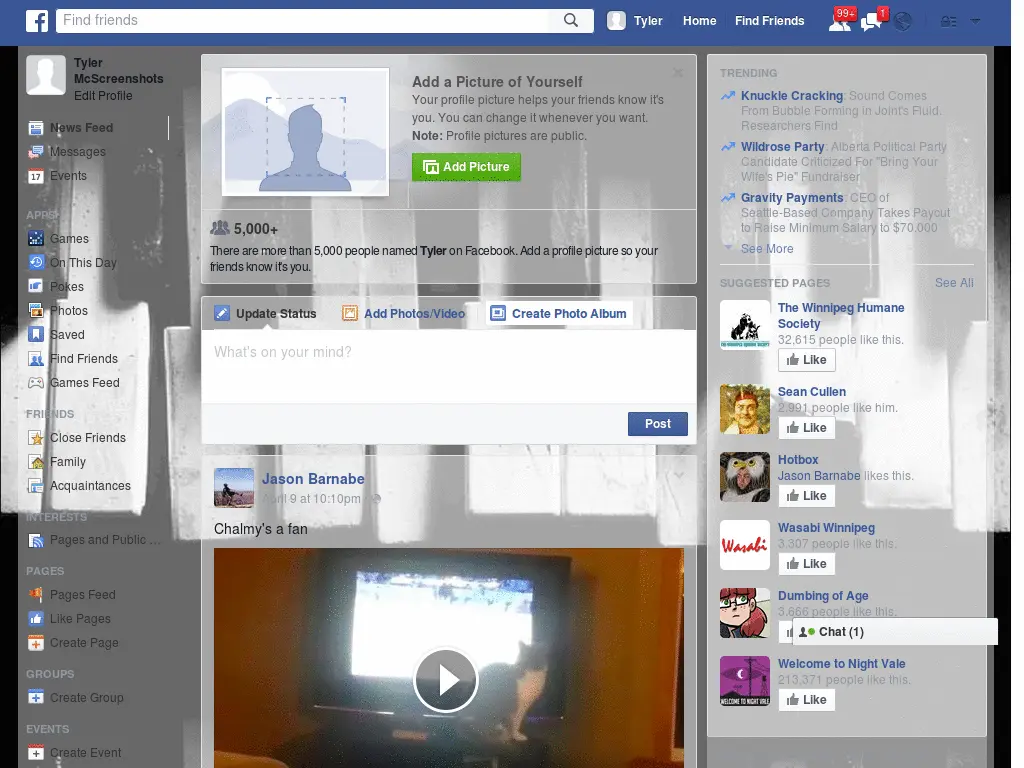 Find friends
Tyler
Home
Find Friends
99+
1
Tyler
McScreenshots
Edit Profile
News Feed
Messages
17
Events
APPS
Games
On This Day
Pokes
Photos
Saved
Find Friends
Games Feed
FRIENDS
Close Friends
Family
Acquaintances
INTERESTS
Pages and Public ...
PAGES
Pages Feed
Like Pages
Create Page
GROUPS
Create Group
EVENTS
Create Event
Add a Picture of Yourself
Your profile picture helps your friends know it's
you. You can change it whenever you want.
Note: Profile pictures are public.
Add Picture
5,000+
There are more than 5,000 people named Tyler on Facebook. Add a profile picture so your
friends know it's you.
Update Status
Add Photos/Video
Create Photo Album
What's on your mind?
Post
Jason Barnabe
April 9 at 10:10pm
Chalmy's a fan
TRENDING
Knuckle Cracking: Sound Comes
From Bubble Forming in Joint's Fluid,
Researchers Find
Wildrose Party: Alberta Political Party
Candidate Criticized For "Bring Your
Wife's Pie" Fundraiser
Gravity Payments: CEO of
Seattle-Based Company Takes Paycut
to Raise Minimum Salary to $70,000
See More
SUGGESTED PAGES
See All
The Winnipeg Humane
Society
32,615 people like this.
Like
Sean Cullen
2,991 people like him.
Like
Hotbox
Jason Barnabe likes this.
Like
Wasabi
Wasabi Winnipeg
3,307 people like this.
Like
Dumbing of Age
3,666 people like this.
Chat (1)
WELCOME TO NIGHT VALE
Welcome to Night Vale
213,371 people like this.
Like